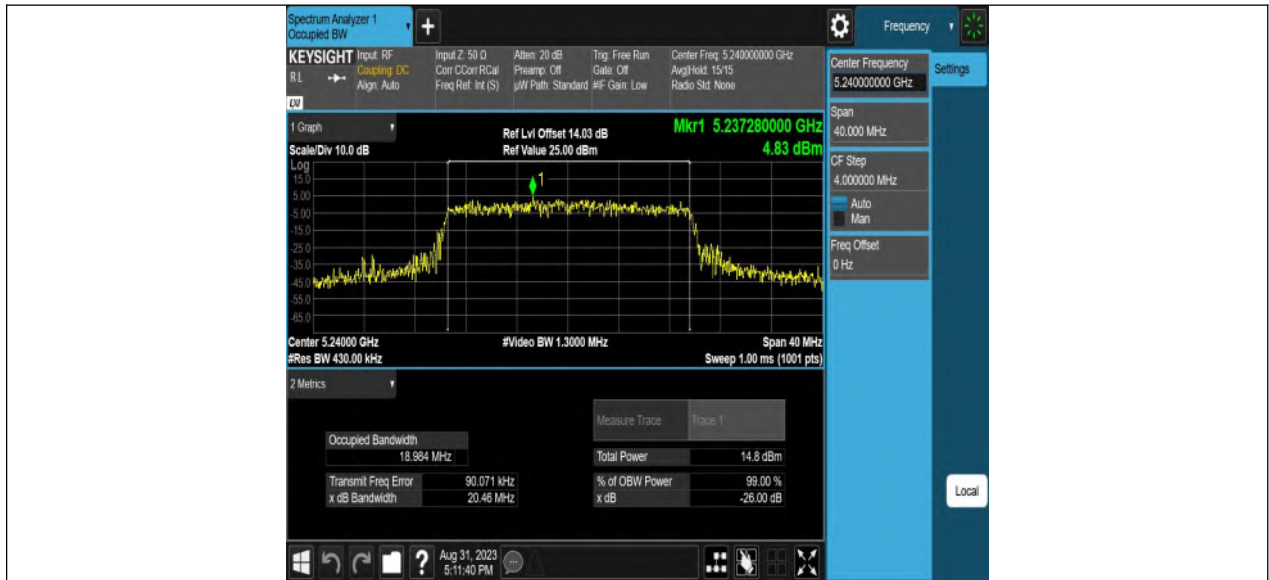 Spectrum Analyzer 1
Occupied BW
+
Frequency
KEYSIGHT
R L
LXI
Input: RF
Coupling: DC
Align: Auto
Input Z: 50 Ω
Corr CCorr RCal
Freq Ref: Int (S)
Atten: 20 dB
Preamp: Off
µW Path: Standard
Trig: Free Run
Gate: Off
#IF Gain: Low
Center Freq: 5.240000000 GHz
Avg|Hold: 15/15
Radio Std: None
Center Frequency
5.240000000 GHz
Settings
Span
40.000 MHz
CF Step
4.000000 MHz
Auto
Man
Freq Offset
0 Hz
Local
1 Graph
Scale/Div 10.0 dB
Ref Lvl Offset 14.03 dB
Ref Value 25.00 dBm
Mkr1 5.237280000 GHz
4.83 dBm
Log
15.0
5.00
-5.00
-15.0
-25.0
-35.0
-45.0
-55.0
-65.0
1
Center 5.24000 GHz
#Res BW 430.00 kHz
#Video BW 1.3000 MHz
Span 40 MHz
Sweep 1.00 ms (1001 pts)
2 Metrics
Measure Trace Trace 1
Occupied Bandwidth
18.984 MHz
Total Power 14.8 dBm
Transmit Freq Error 90.071 kHz
% of OBW Power 99.00 %
x dB Bandwidth 20.46 MHz
x dB -26.00 dB
?
Aug 31, 2023
5:11:40 PM